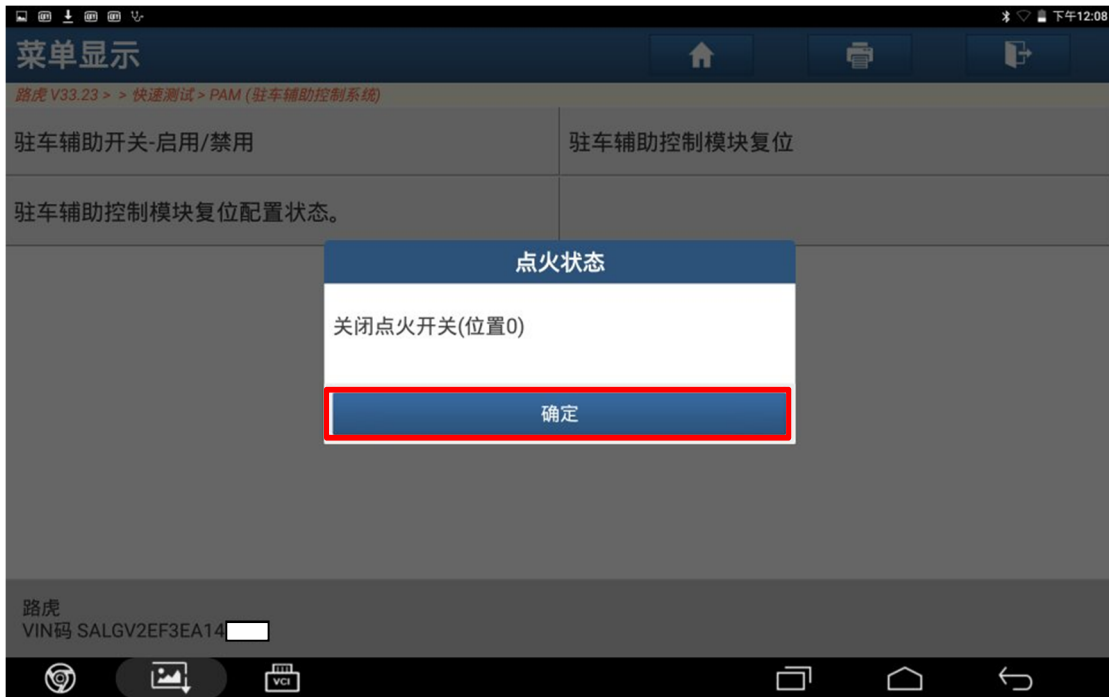 下午12:08
菜单显示
路虎 V33.23 > > 快速测试 > PAM (驻车辅助控制系统)
驻车辅助开关-启用/禁用
驻车辅助控制模块复位
驻车辅助控制模块复位配置状态。
点火状态
关闭点火开关(位置0)
确定
路虎
VIN码 SALGV2EF3EA14
VCI